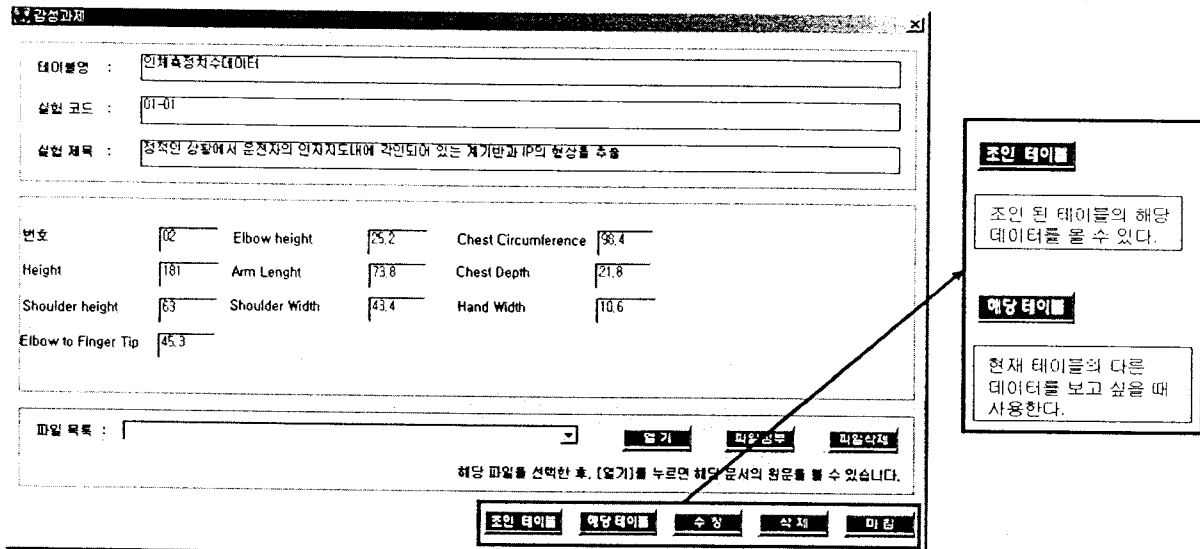 감성과제
테이블명 : 인체측정치수데이터
실험 코드 : 01-01
실험 제목 : 정적인 상황에서 운전자의 인지지도내에 각인되어 있는 계기반과 IP의 형상을 추출
번호 02 Elbow height 25,2 Chest Circumference 98,4
Height 181 Arm Lenght 73,8 Chest Depth 21,8
Shoulder height 63 Shoulder Width 43,4 Hand Width 10,6
Elbow to Finger Tip 45,3
파일 목록 : 열 기 파일첨부 파일삭제
해당 파일을 선택한 후, [열기]를 누르면 해당 문서의 원문을 볼 수 있습니다.
조인 테이블 해당 테이블 수 정 삭 제 마 침
조인 테이블
조인 된 테이블의 해당
데이터를 볼 수 있다.
해당 테이블
현재 테이블의 다른
데이터를 보고 싶을 때
사용한다.